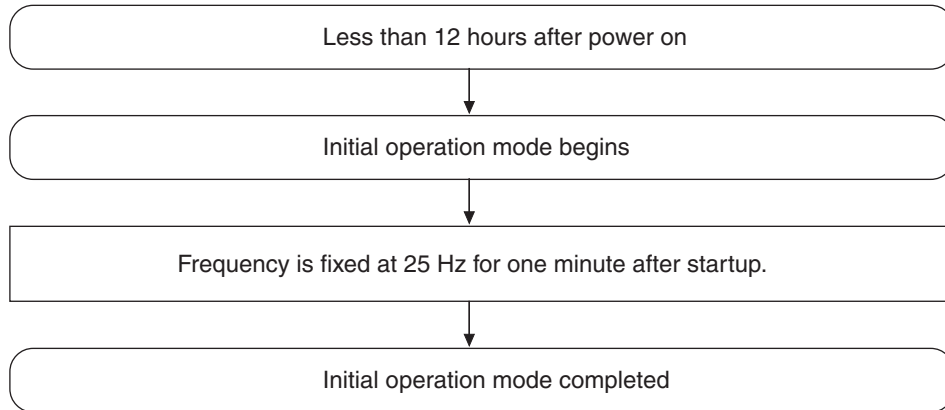 Less than 12 hours after power on
Initial operation mode begins
Frequency is fixed at 25 Hz for one minute after startup.
Initial operation mode completed